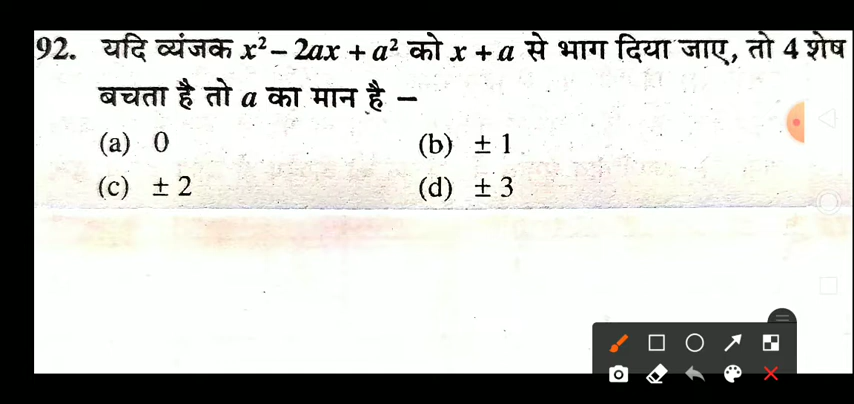 92. यदि व्यंजक x² – 2ax + a² को x + a से भाग दिया जाए, तो 4 शेष
बचता है तो a का मान है –
(a) 0 (b) ± 1
(c) ± 2 (d) ± 3